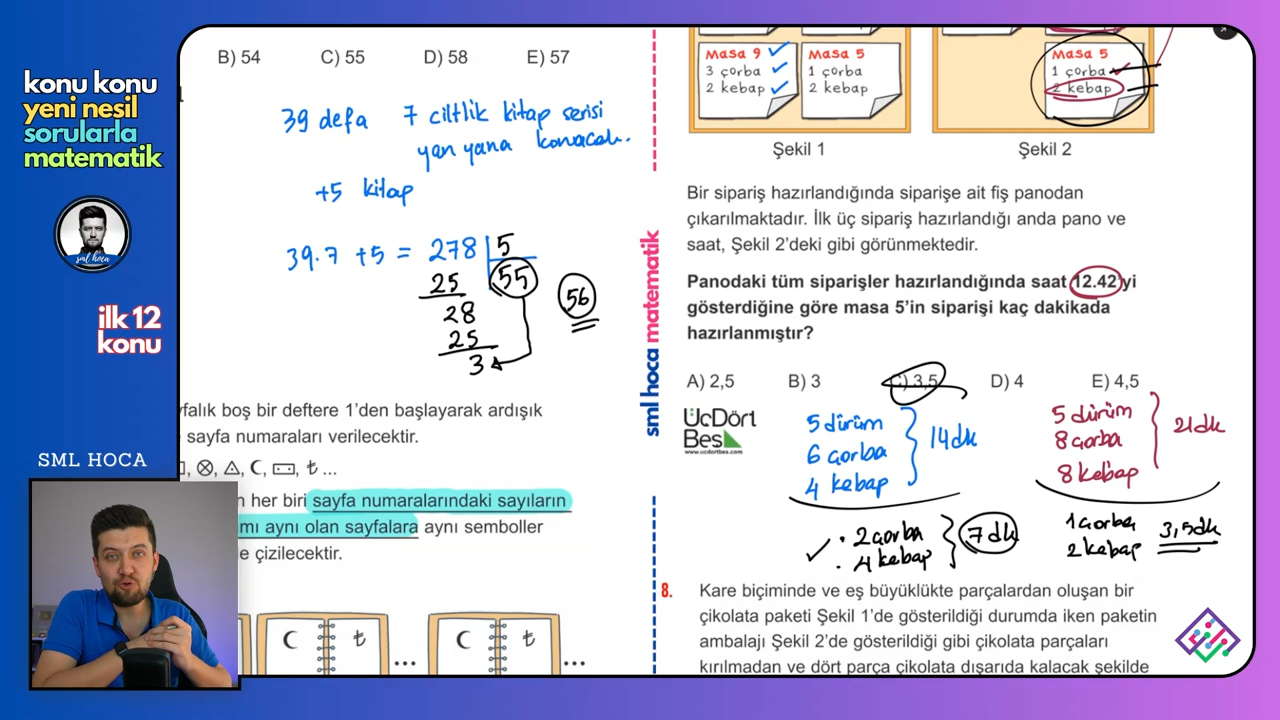 konu konu
yeni nesil
sorularla
matematik
sml hoca
ilk 12
konu
SML HOCA
B) 54 C) 55 D) 58 E) 57
39 defa 7 ciltlik kitap serisi
yan yana konacak.
+5 kitap
39.7 +5 = 278 5
25 55 56
28
25
3
yfalık boş bir deftere 1'den başlayarak ardışık
sayfa numaraları verilecektir.
, ₺ ...
n her biri sayfa numaralarındaki sayıların
mı aynı olan sayfalara aynı semboller
e çizilecektir.
₺ ... ₺ ...
sml hoca matematik
Masa 9
3 çorba
2 kebap
Masa 5
1 çorba
2 kebap
Masa 5
1 çorba
2 kebap
Şekil 1 Şekil 2
Bir sipariş hazırlandığında siparişe ait fiş panodan
çıkarılmaktadır. İlk üç sipariş hazırlandığı anda pano ve
saat, Şekil 2'deki gibi görünmektedir.
Panodaki tüm siparişler hazırlandığında saat 12.42'yi
gösterdiğine göre masa 5'in siparişi kaç dakikada
hazırlanmıştır?
A) 2,5 B) 3 C) 3,5 D) 4 E) 4,5
ÜçDört
Beş
www.ucdortbes.com
5 dürüm
6 çorba
4 kebap
14 dk
5 dürüm
8 çorba
8 kebap
21 dk
2 çorba
4 kebap
7 dk
1 çorba
2 kebap
3,5 dk
8. Kare biçiminde ve eş büyüklükte parçalardan oluşan bir
çikolata paketi Şekil 1'de gösterildiği durumda iken paketin
ambalajı Şekil 2'de gösterildiği gibi çikolata parçaları
kırılmadan ve dört parça çikolata dışarıda kalacak şekilde